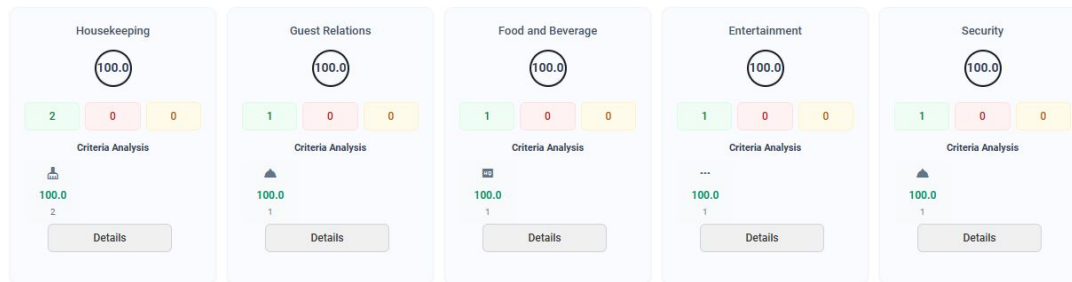 Housekeeping
100.0
2 0 0
Criteria Analysis
100.0
2
Details
Guest Relations
100.0
1 0 0
Criteria Analysis
100.0
1
Details
Food and Beverage
100.0
1 0 0
Criteria Analysis
HD
100.0
1
Details
Entertainment
100.0
1 0 0
Criteria Analysis
---
100.0
1
Details
Security
100.0
1 0 0
Criteria Analysis
100.0
1
Details